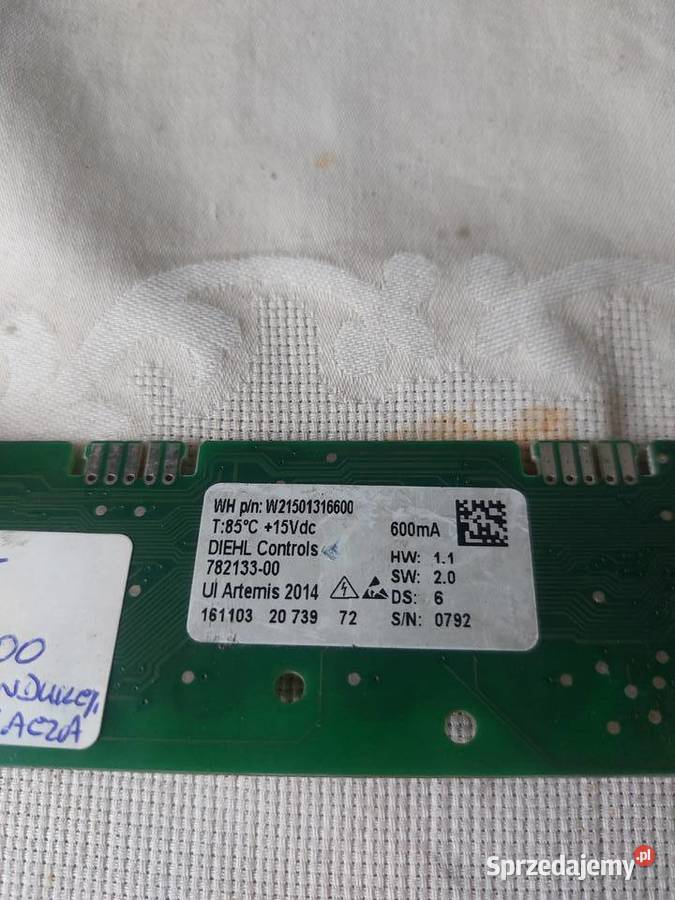 WH p/n: W21501316600
T:85°C +15Vdc 600mA
DIEHL Controls
782133-00
UI Artemis 2014
161103 20 739 72
HW: 1.1
SW: 2.0
DS: 6
S/N: 0792
00
Sprzedajemy.pl